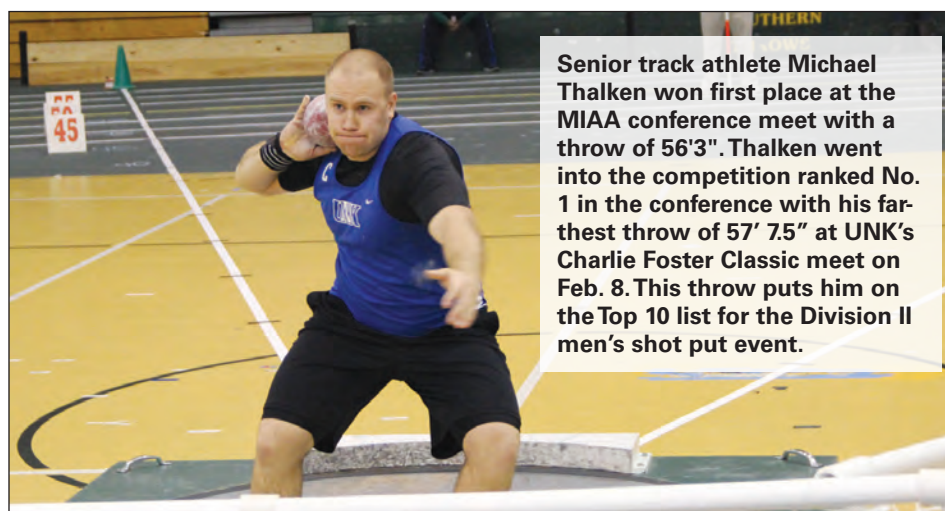 UTHERN
45
C
UNK
Senior track athlete Michael
Thalken won first place at the
MIAA conference meet with a
throw of 56'3". Thalken went
into the competition ranked No.
1 in the conference with his far-
thest throw of 57’ 7.5” at UNK’s
Charlie Foster Classic meet on
Feb. 8. This throw puts him on
the Top 10 list for the Division II
men’s shot put event.